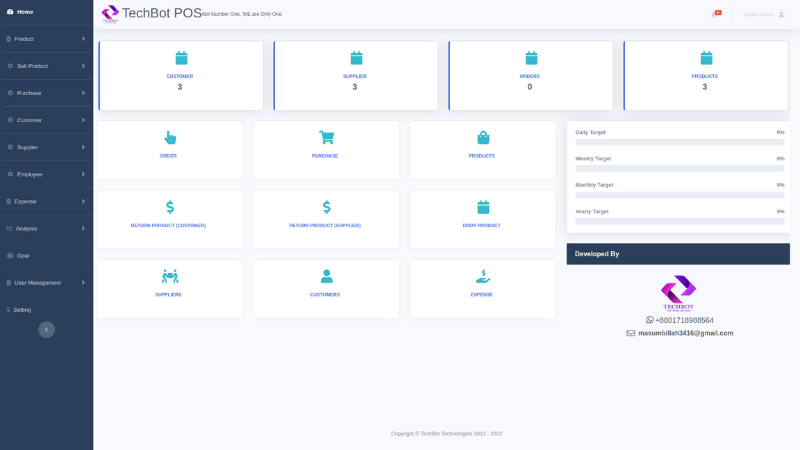 Home
Product
Sell Product
Purchase
Customer
Supplier
Employee
Expense
Analysis
Goal
User Management
Setting
TechBot POS
Not Number One, WE are Only One
Super Admin
CUSTOMER
3
SUPPLIER
3
ORDERS
0
PRODUCTS
3
ORDER
PURCHASE
PRODUCTS
RETURN PRODUCT (CUSTOMER)
RETURN PRODUCT (SUPPLIER)
DROP PRODUCT
SUPPLIERS
CUSTOMERS
EXPENSE
Daily Target 0%
Weekly Target 0%
Monthly Target 0%
Yearly Target 0%
Developed By
TECHBOT
+8801718988564
masumbillah3416@gmail.com
Copyright © TechBot Technologies 2012 - 2022